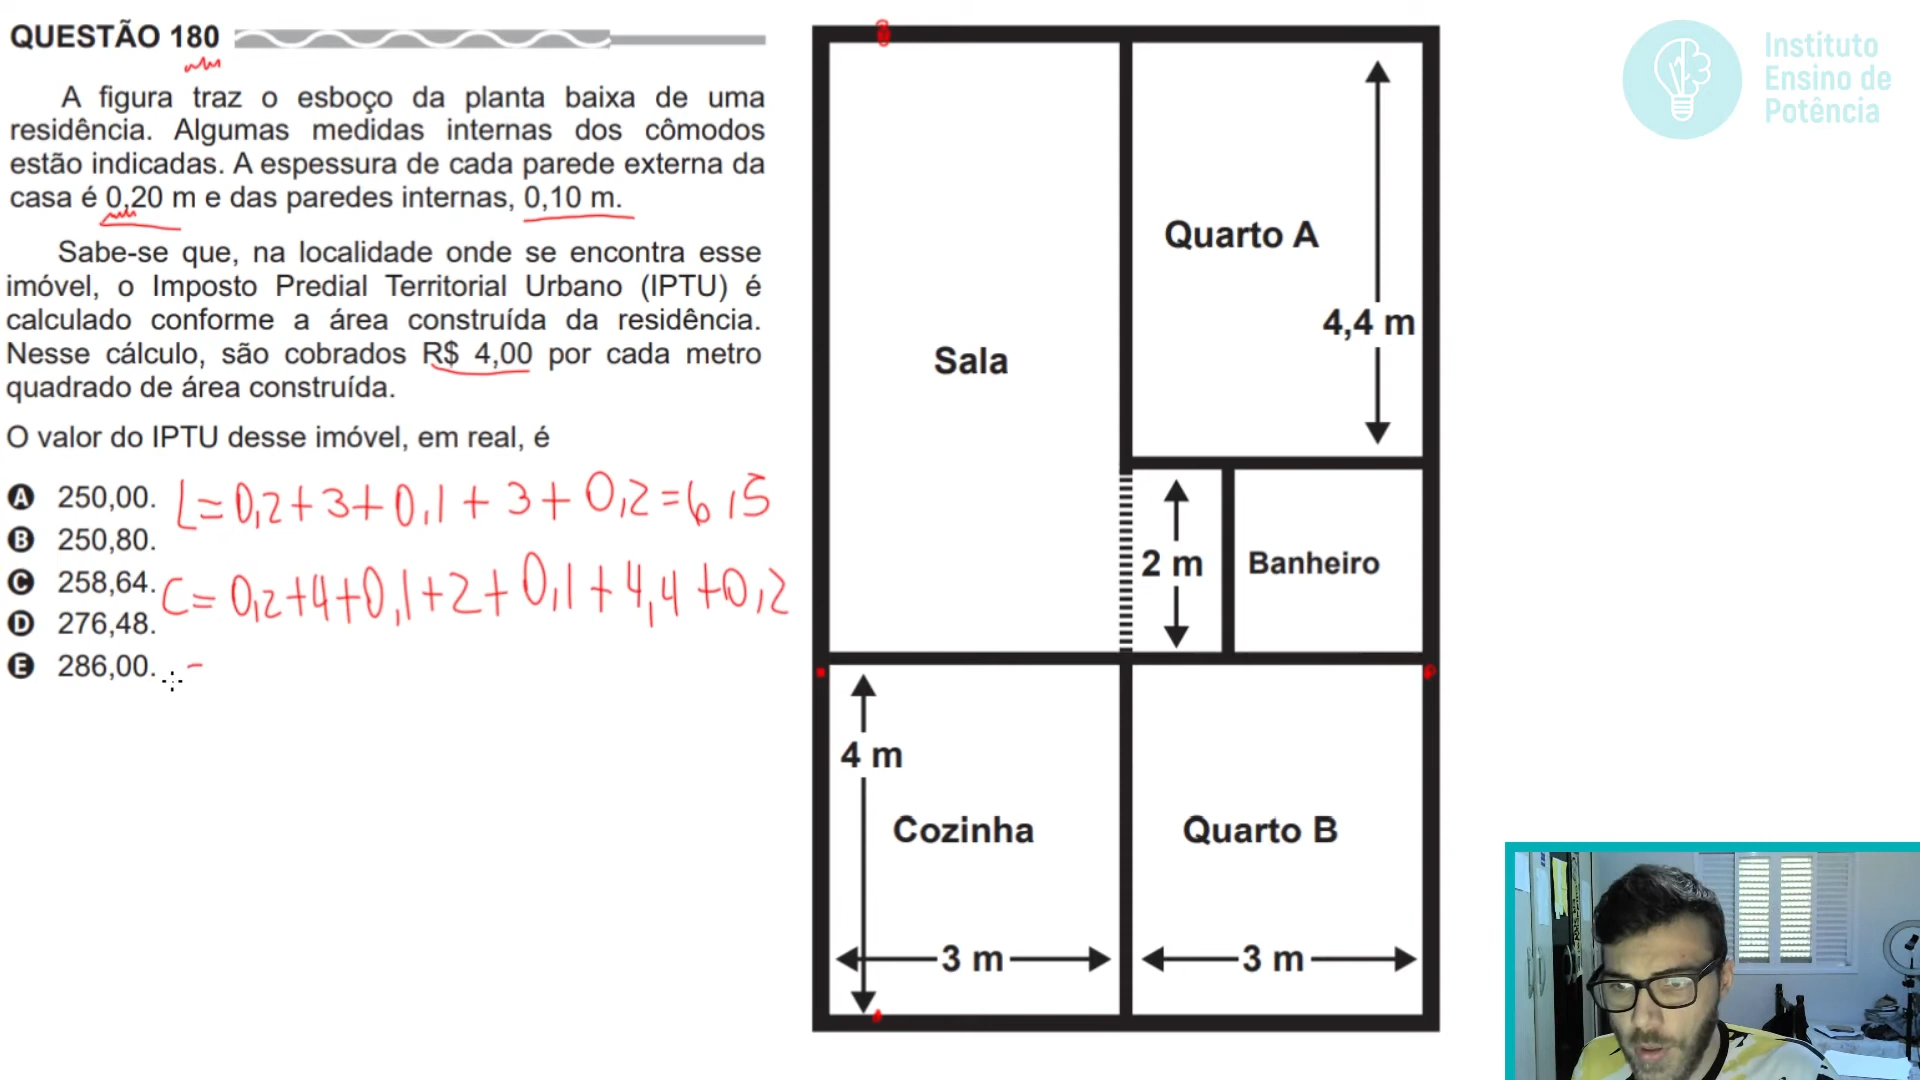 QUESTÃO 180
A figura traz o esboço da planta baixa de uma
residência. Algumas medidas internas dos cômodos
estão indicadas. A espessura de cada parede externa da
casa é 0,20 m e das paredes internas, 0,10 m.
Sabe-se que, na localidade onde se encontra esse
imóvel, o Imposto Predial Territorial Urbano (IPTU) é
calculado conforme a área construída da residência.
Nesse cálculo, são cobrados R$ 4,00 por cada metro
quadrado de área construída.
O valor do IPTU desse imóvel, em real, é
A 250,00.
B 250,80.
C 258,64.
D 276,48.
E 286,00.
L=0,2+3+0,1+3+0,2=6,5
C=0,2+4+0,1+2+0,1+4,4+0,2
Sala
Quarto A
4,4 m
2 m
Banheiro
4 m
Cozinha
Quarto B
3 m
3 m
Instituto
Ensino de
Potência